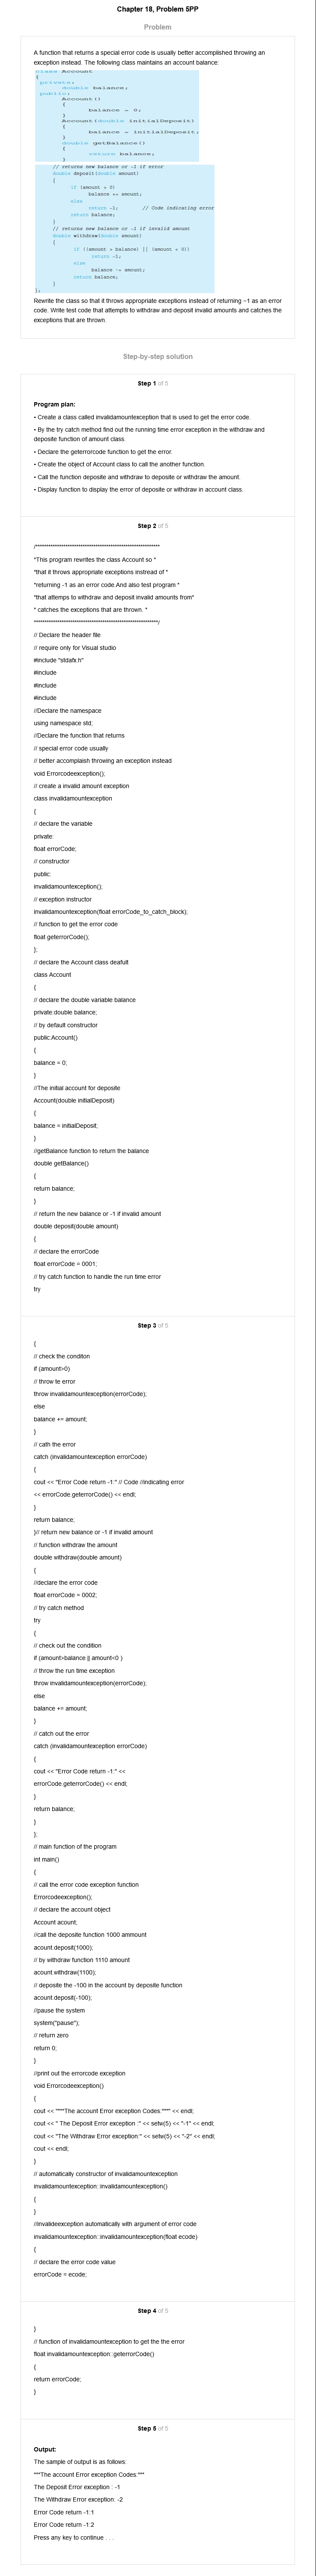 Chapter 18, Problem 5PP
Problem
A function that returns a special error code is usually better accomplished throwing an
exception instead. The following class maintains an account balance:
class Account
{
private:
double balance;
public:
Account()
{
balance = 0;
}
Account(double initialDeposit)
{
balance = initialDeposit;
}
double getBalance()
{
return balance;
}
// returns new balance or -1 if error
double deposit(double amount)
{
if (amount > 0)
balance += amount;
else
return -1; // Code indicating error
return balance;
}
// returns new balance or -1 if invalid amount
double withdraw(double amount)
{
if ((amount > balance) || (amount < 0))
return -1;
else
balance -= amount;
return balance;
}
};
Rewrite the class so that it throws appropriate exceptions instead of returning −1 as an error
code. Write test code that attempts to withdraw and deposit invalid amounts and catches the
exceptions that are thrown.
Step-by-step solution
Step 1 of 5
Program plan:
• Create a class called invalidamountexception that is used to get the error code.
• By the try catch method find out the running time error exception in the withdraw and
deposite function of amount class.
• Declare the geterrorcode function to get the error.
• Create the object of Account class to call the another function.
• Call the function deposite and withdraw to deposite or withdraw the amount.
• Display function to display the error of deposite or withdraw in account class.
Step 2 of 5
"This program rewrites the class Account so "
"that it throws appropriate exceptions instread of "
"returning -1 as an error code.And also test program "
"that attemps to withdraw and deposit invalid amounts from"
" catches the exceptions that are thrown. "
// Declare the header file
// require only for Visual studio
#include "stdafx.h"
#include
#include
#include
//Declare the namespace
using namespace std;
//Declare the function that returns
// special error code usually
// better accomplaish throwing an exception instead
void Errorcodeexception();
// create a invalid amount exception
class invalidamountexception
{
// declare the variable
private:
float errorCode;
// constructor
public:
invalidamountexception();
// exception instructor
invalidamountexception(float errorCode_to_catch_block);
// function to get the error code
float geterrorCode();
};
// declare the Account class deafult
class Account
{
// declare the double variable balance
private:double balance;
// by default constructor
public:Account()
{
balance = 0;
}
//The initial account for deposite
Account(double initialDeposit)
{
balance = initialDeposit;
}
//getBalance function to return the balance
double getBalance()
{
return balance;
}
// return the new balance or -1 if invalid amount
double deposit(double amount)
{
// declare the errorCode
float errorCode = 0001;
// try catch function to handle the run time error
try
Step 3 of 5
{
// check the conditon
if (amount>0)
// throw te error
throw invalidamountexception(errorCode);
else
balance += amount;
}
// cath the error
catch (invalidamountexception errorCode)
{
cout << "Error Code return -1:" // Code //indicating error
<< errorCode.geterrorCode() << endl;
}
return balance;
}// return new balance or -1 if invalid amount
// function withdraw the amount
double withdraw(double amount)
{
//declare the error code
float errorCode = 0002;
// try catch method
try
{
// check out the condition
if (amount>balance || amount<0 )
// throw the run time exception
throw invalidamountexception(errorCode);
else
balance += amount;
}
// catch out the error
catch (invalidamountexception errorCode)
{
cout << "Error Code return -1:" <<
errorCode.geterrorCode() << endl;
}
return balance;
}
};
// main function of the program
int main()
{
// call the error code exception function
Errorcodeexception();
// declare the account object
Account acount;
//call the deposite function 1000 ammount
acount.deposit(1000);
// by withdraw function 1110 amount
acount.withdraw(1100);
// deposite the -100 in the account by deposite function
acount.deposit(-100);
//pause the system
system("pause");
// return zero
return 0;
}
//print out the errorcode exception
void Errorcodeexception()
{
cout << "***The account Error exception Codes:***" << endl;
cout << " The Deposit Error exception :" << setw(5) << "-1" << endl;
cout << "The Withdraw Error exception:" << setw(5) << "-2" << endl;
cout << endl;
}
// automatically constructor of invalidamountexception
invalidamountexception::invalidamountexception()
{
}
//Invalideexception automatically with argument of error code
invalidamountexception::invalidamountexception(float ecode)
{
// declare the error code value
errorCode = ecode;
Step 4 of 5
}
// function of invalidamountexception to get the the error
float invalidamountexception::geterrorCode()
{
return errorCode;
}
Step 5 of 5
Output:
The sample of output is as follows:
***The account Error exception Codes:***
The Deposit Error exception : -1
The Withdraw Error exception: -2
Error Code return -1:1
Error Code return -1:2
Press any key to continue . . .